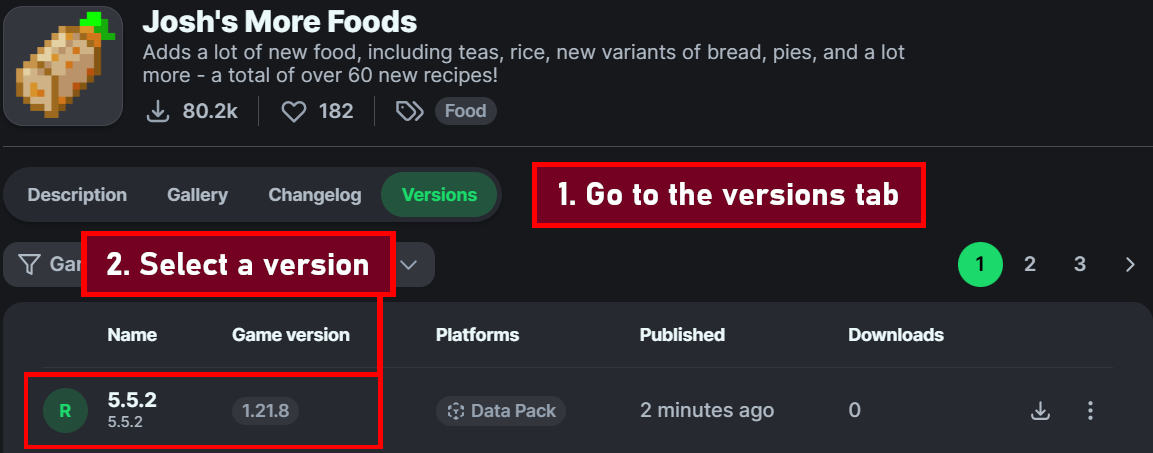 Josh's More Foods
Adds a lot of new food, including teas, rice, new variants of bread, pies, and a lot
more - a total of over 60 new recipes!
80.2k 182 Food
Description Gallery Changelog Versions
1. Go to the versions tab
2. Select a version
1 2 3
Name Game version Platforms Published Downloads
R 5.5.2 1.21.8 Data Pack 2 minutes ago 0
5.5.2